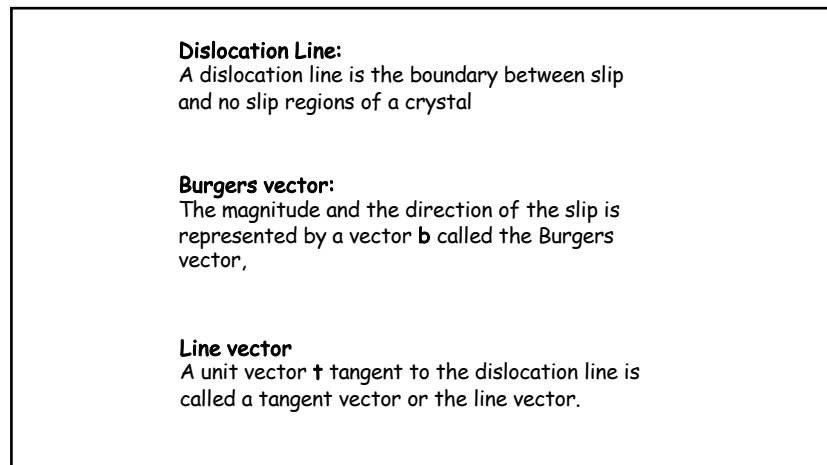 Dislocation Line:
A dislocation line is the boundary between slip
and no slip regions of a crystal
Burgers vector:
The magnitude and the direction of the slip is
represented by a vector b called the Burgers
vector,
Line vector
A unit vector t tangent to the dislocation line is
called a tangent vector or the line vector.